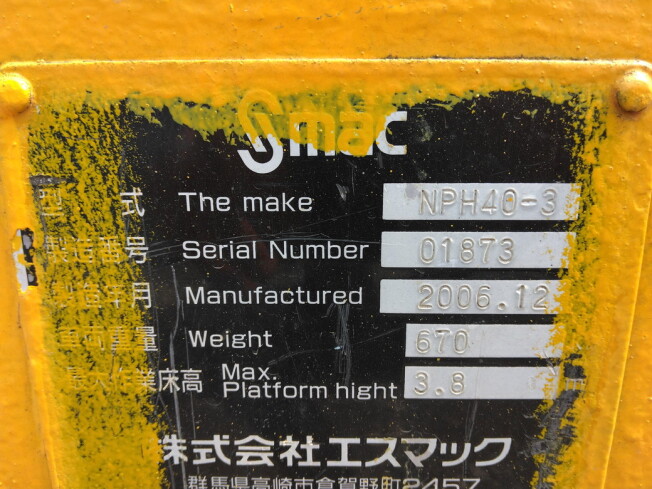 Smac
型 式 The make NPH40-3
製造番号 Serial Number 01873
製造年月 Manufactured 2006.12
重量 Weight 670
最大作業床高 Max. Platform hight 3.8
株式会社エスマック
群馬県高崎市倉賀野町2457